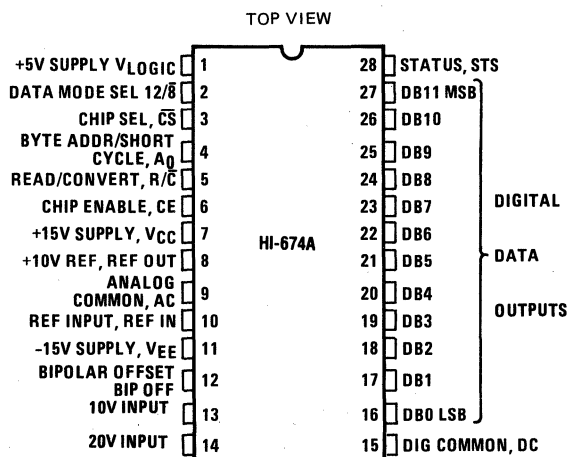 TOP VIEW
+5V SUPPLY VLOGIC 1
DATA MODE SEL 12/8̅ 2
CHIP SEL, C̅S̅ 3
BYTE ADDR/SHORT
CYCLE, A0 4
READ/CONVERT, R/C̅ 5
CHIP ENABLE, CE 6
+15V SUPPLY, VCC 7
+10V REF, REF OUT 8
ANALOG
COMMON, AC 9
REF INPUT, REF IN 10
-15V SUPPLY, VEE 11
BIPOLAR OFFSET
BIP OFF 12
10V INPUT 13
20V INPUT 14
HI-674A
28 STATUS, STS
27 DB11 MSB
26 DB10
25 DB9
24 DB8
23 DB7
22 DB6
21 DB5
20 DB4
19 DB3
18 DB2
17 DB1
16 DB0 LSB
15 DIG COMMON, DC
DIGITAL
DATA
OUTPUTS